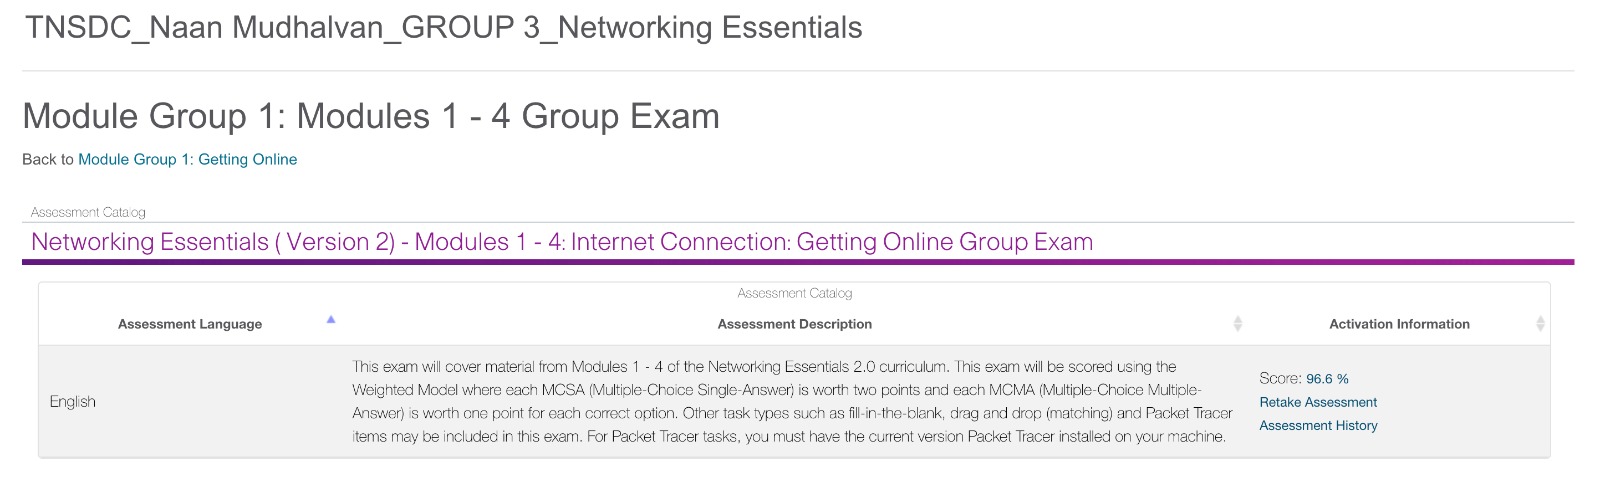 TNSDC_Naan Mudhalvan_GROUP 3_Networking Essentials
Module Group 1: Modules 1 - 4 Group Exam
Back to Module Group 1: Getting Online
Assessment Catalog
Networking Essentials ( Version 2) - Modules 1 - 4: Internet Connection: Getting Online Group Exam
Assessment Catalog
Assessment Language Assessment Description Activation Information
English
This exam will cover material from Modules 1 - 4 of the Networking Essentials 2.0 curriculum. This exam will be scored using the
Weighted Model where each MCSA (Multiple-Choice Single-Answer) is worth two points and each MCMA (Multiple-Choice Multiple-
Answer) is worth one point for each correct option. Other task types such as fill-in-the-blank, drag and drop (matching) and Packet Tracer
items may be included in this exam. For Packet Tracer tasks, you must have the current version Packet Tracer installed on your machine.
Score: 96.6 %
Retake Assessment
Assessment History